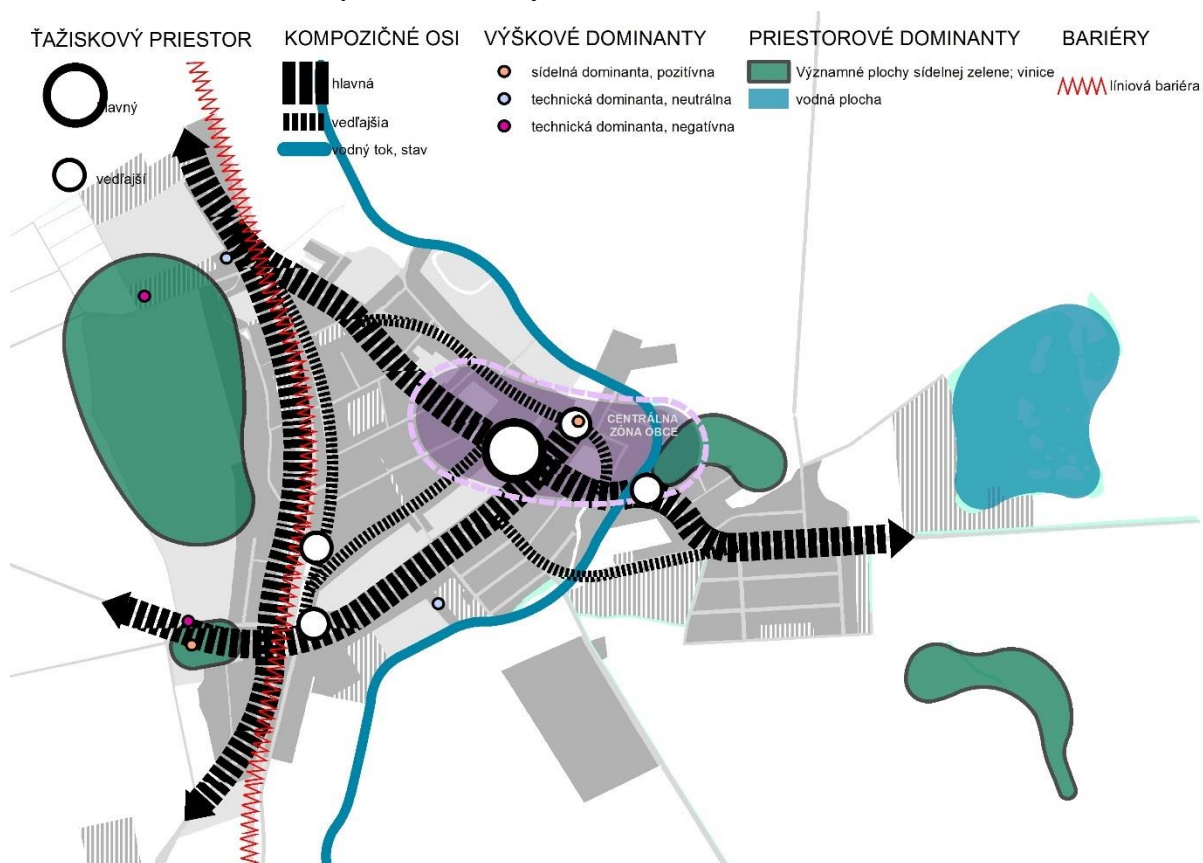 ŤAŽISKOVÝ PRIESTOR
hlavný
vedľajší
KOMPOZIČNÉ OSI
hlavná
vedľajšia
vodný tok, stav
VÝŠKOVÉ DOMINANTY
sídelná dominanta, pozitívna
technická dominanta, neutrálna
technická dominanta, negatívna
PRIESTOROVÉ DOMINANTY
Významné plochy sídelnej zelene; vinice
vodná plocha
BARIÉRY
líniová bariéra
CENTRÁLNA
ZÓNA OBCE